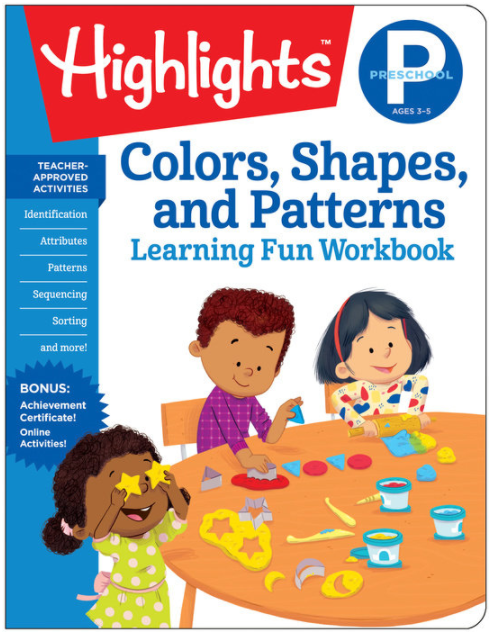 Highlights™
P
PRESCHOOL
AGES 3–5
TEACHER-
APPROVED
ACTIVITIES
Identification
Attributes
Patterns
Sequencing
Sorting
and more!
Colors, Shapes,
and Patterns
Learning Fun Workbook
BONUS:
Achievement
Certificate!
Online
Activities!